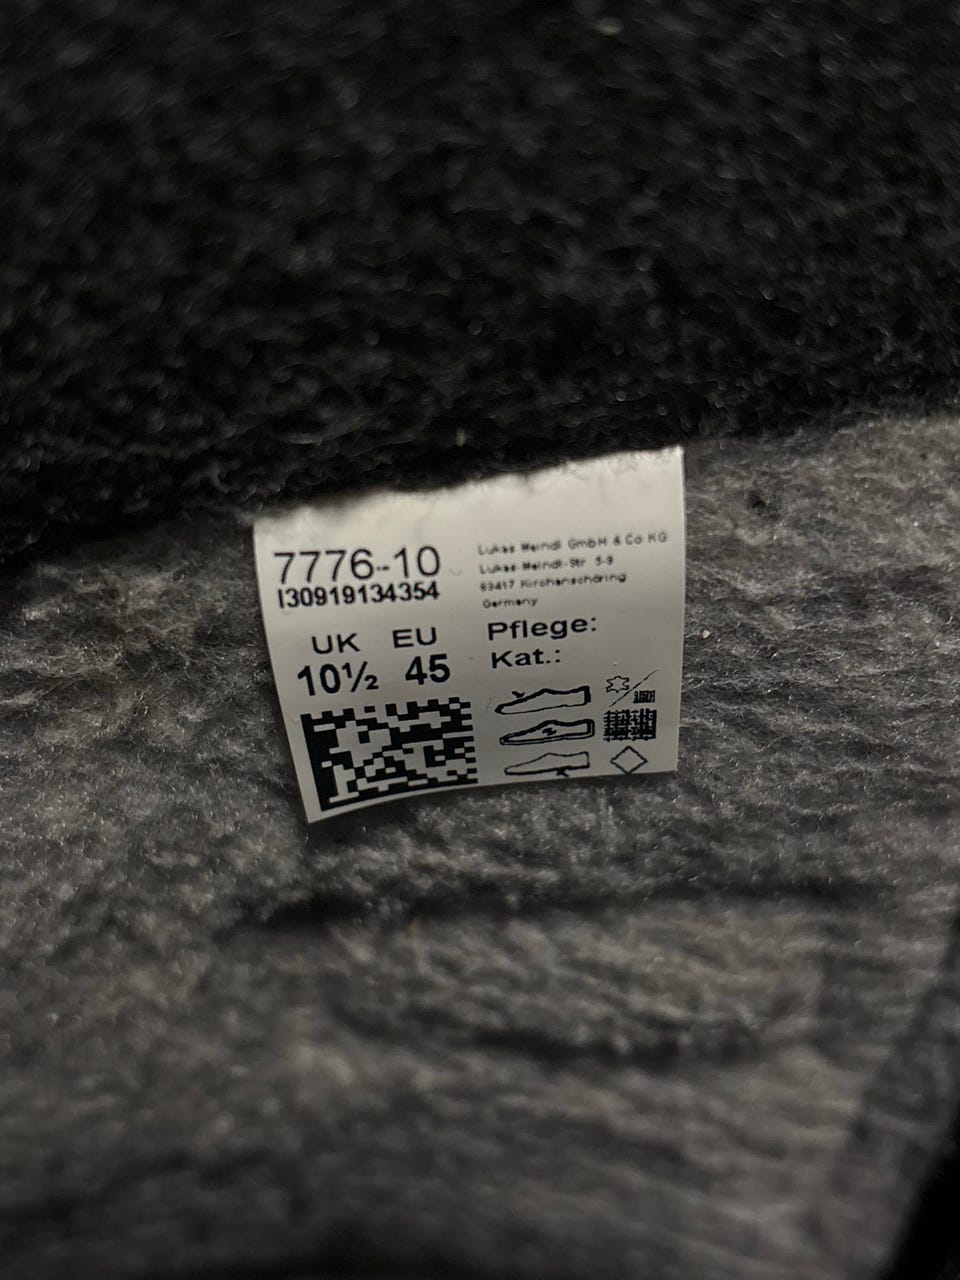 7776-10
I30919134354
UK EU
10½ 45
Lukas Meindl GmbH & Co KG
Lukas-Meindl-Str 5-9
83417 Kirchanschöring
Germany
Pflege:
Kat.: